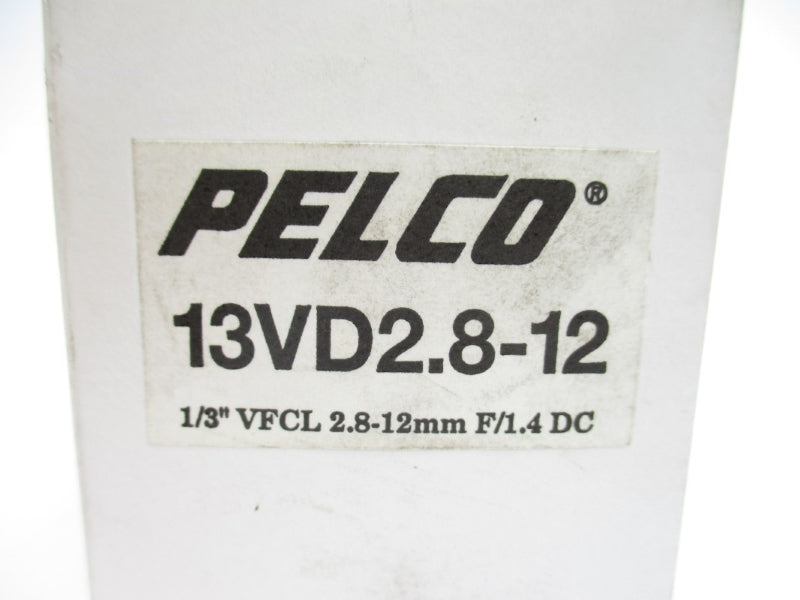 PELCO®
13VD2.8-12
1/3" VFCL 2.8-12mm F/1.4 DC